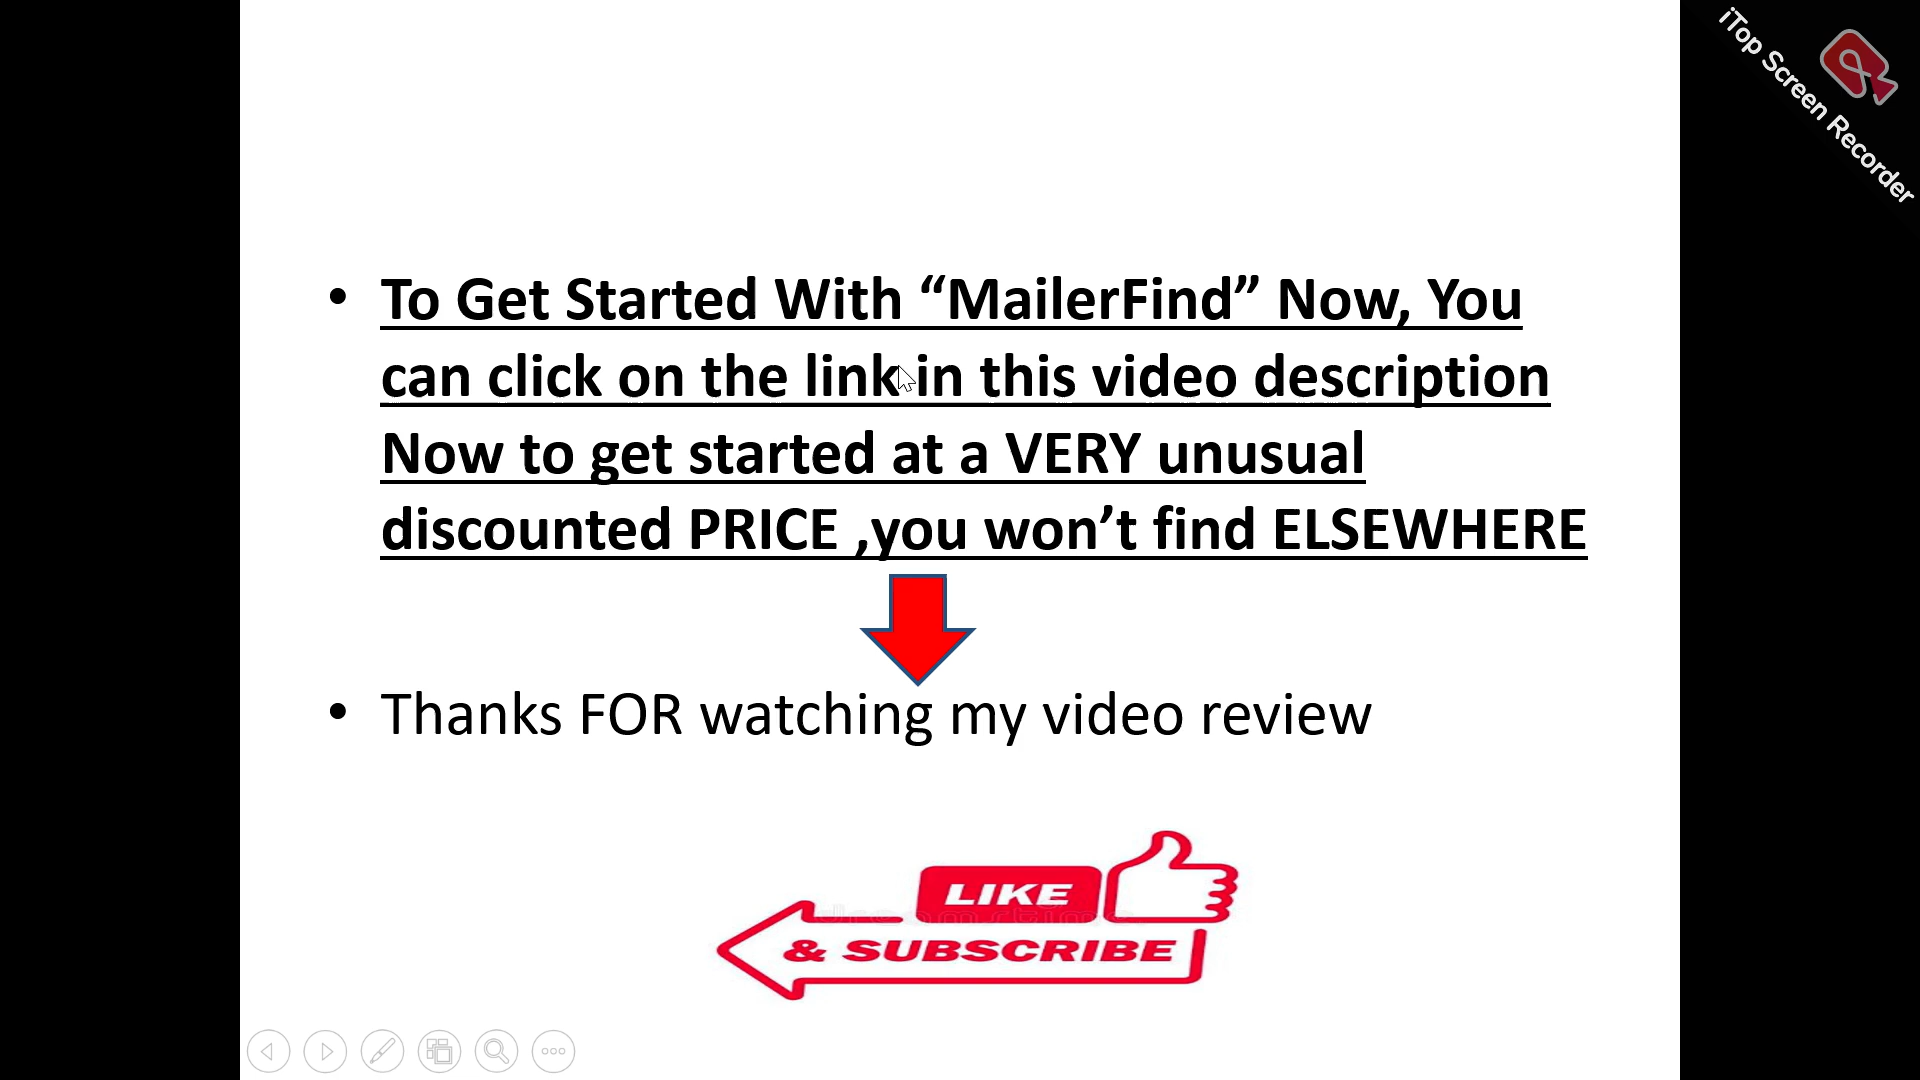 iTop Screen Recorder
• To Get Started With “MailerFind” Now, You
can click on the link in this video description
Now to get started at a VERY unusual
discounted PRICE ,you won’t find ELSEWHERE
• Thanks FOR watching my video review
LIKE
& SUBSCRIBE